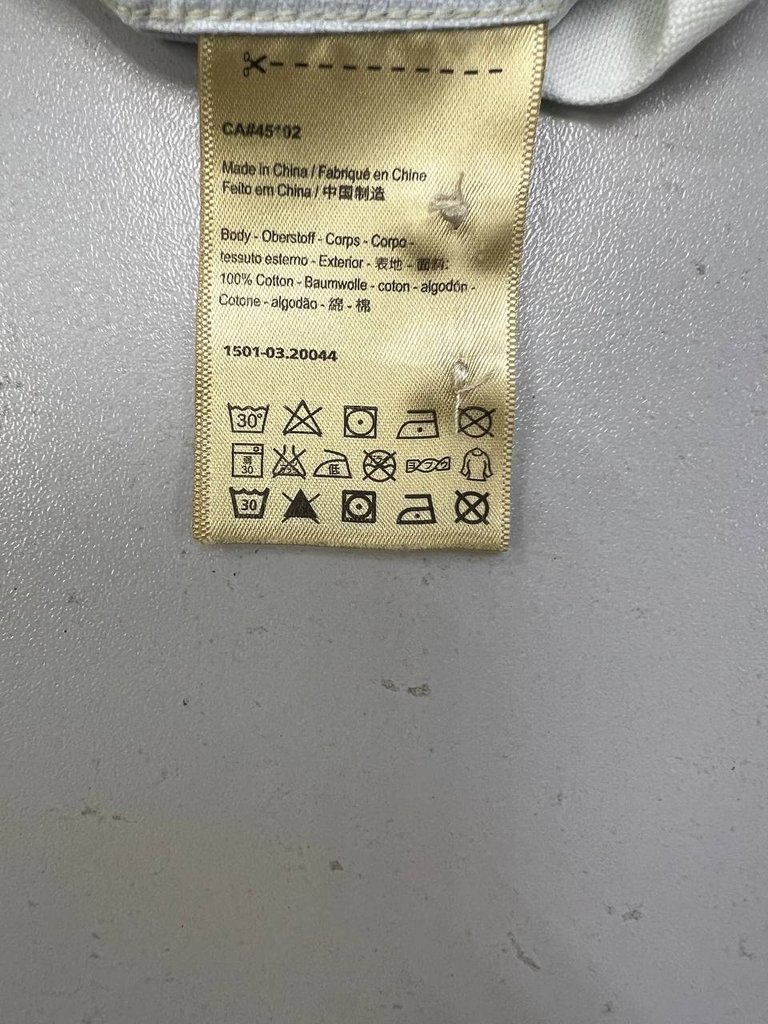 CA#45*02
Made in China / Fabriqué en Chine
Feito em China / 中国制造
Body - Oberstoff - Corps - Corpo -
tessuto esterno - Exterior - 表地 - 面料:
100% Cotton - Baumwolle - coton - algodón -
Cotone - algodão - 綿 - 棉
1501-03.20044
30°
弱 30 低
30